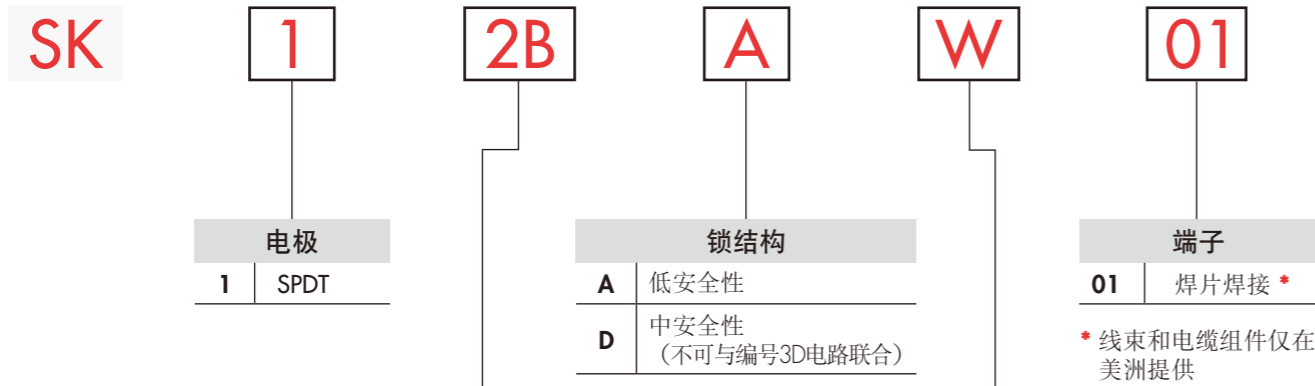 SK 1 2B A W 01
电极
1 SPDT
锁结构
A 低安全性
D 中安全性
（不可与编号3D电路联合）
端子
01 焊片焊接 *
* 线束和电缆组件仅在
美洲提供